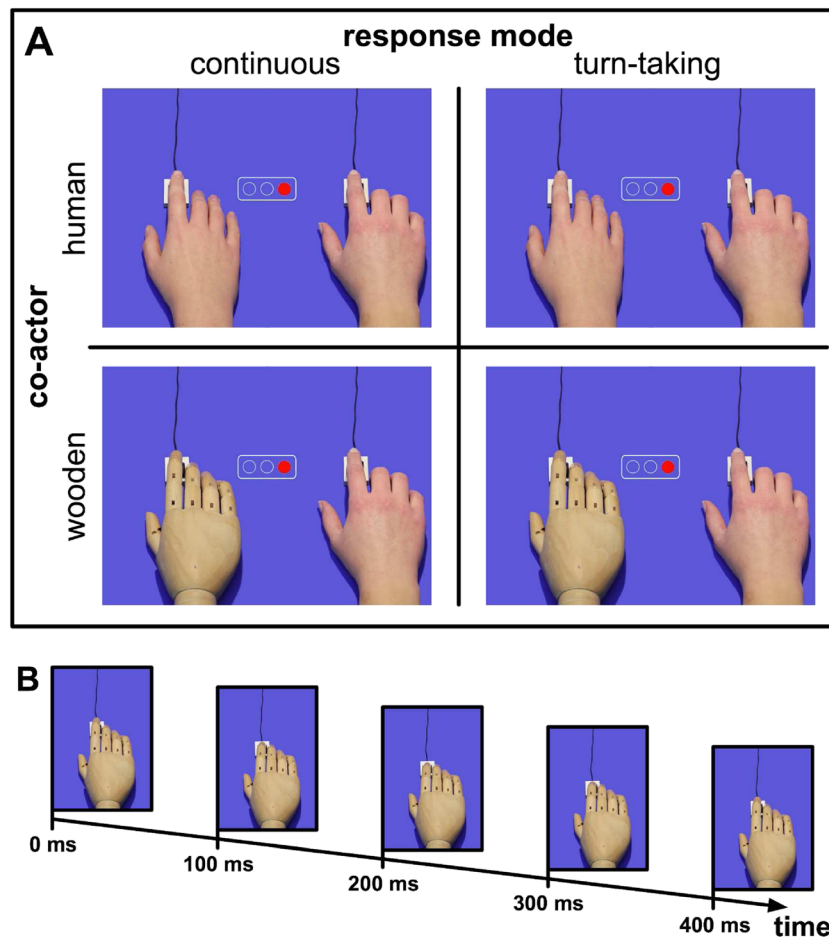 A
response mode
continuous turn-taking
human
co-actor
wooden
B
0 ms
100 ms
200 ms
300 ms
400 ms
time